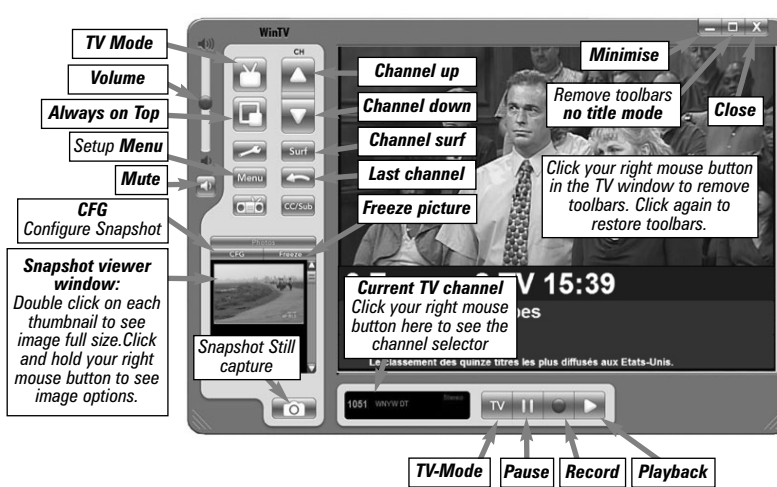 WinTV
CH
TV Mode
Volume
Always on Top
Setup Menu
Mute
CFG
Configure Snapshot
Snapshot viewer
window:
Double click on each
thumbnail to see
image full size.Click
and hold your right
mouse button to see
image options.
Surf
Menu
CC/Sub
Photos
CFG
Freeze
Channel up
Channel down
Channel surf
Last channel
Freeze picture
Snapshot Still
capture
Minimise
Remove toolbars
no title mode
Close
X
Click your right mouse button
in the TV window to remove
toolbars. Click again to
restore toolbars.
TV 15:39
Current TV channel
Click your right mouse
button here to see the
channel selector
Le classement des quinze titres les plus diffusés aux Etats-Unis.
1051 WNYW DT
Stereo
TV
TV-Mode
Pause
Record
Playback